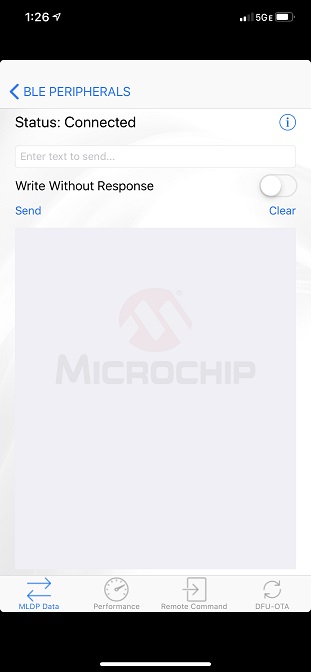 1:26
5GE
BLE PERIPHERALS
Status: Connected
Enter text to send...
Write Without Response
Send
Clear
MICROCHIP
MLDP Data
Performance
Remote Command
DFU-OTA